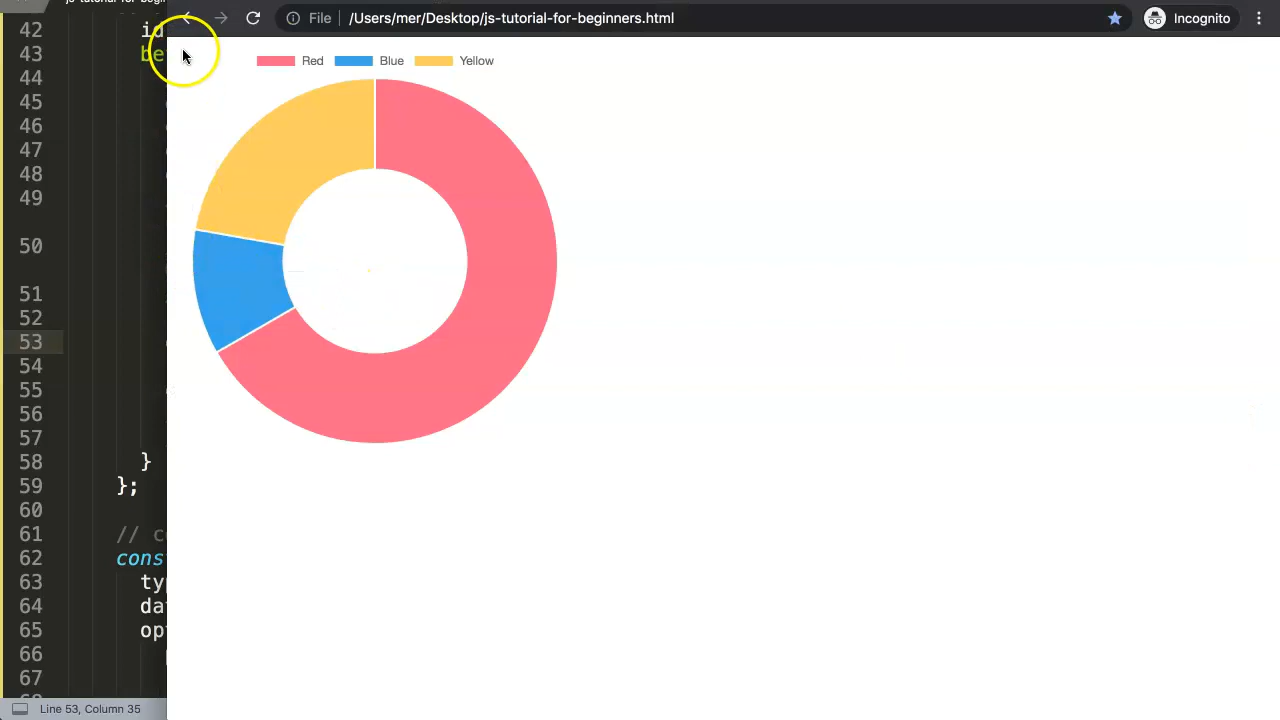 js-tutorial-for-beg
File
/Users/mer/Desktop/js-tutorial-for-beginners.html
Incognito
Red
Blue
Yellow
42 id
43 be
44
45
46
47
48
49
50
51
52
53
54
55
56
57
58 }
59 };
60
61 // c
62 cons
63 typ
64 da
65 op
66
67
Line 53, Column 35